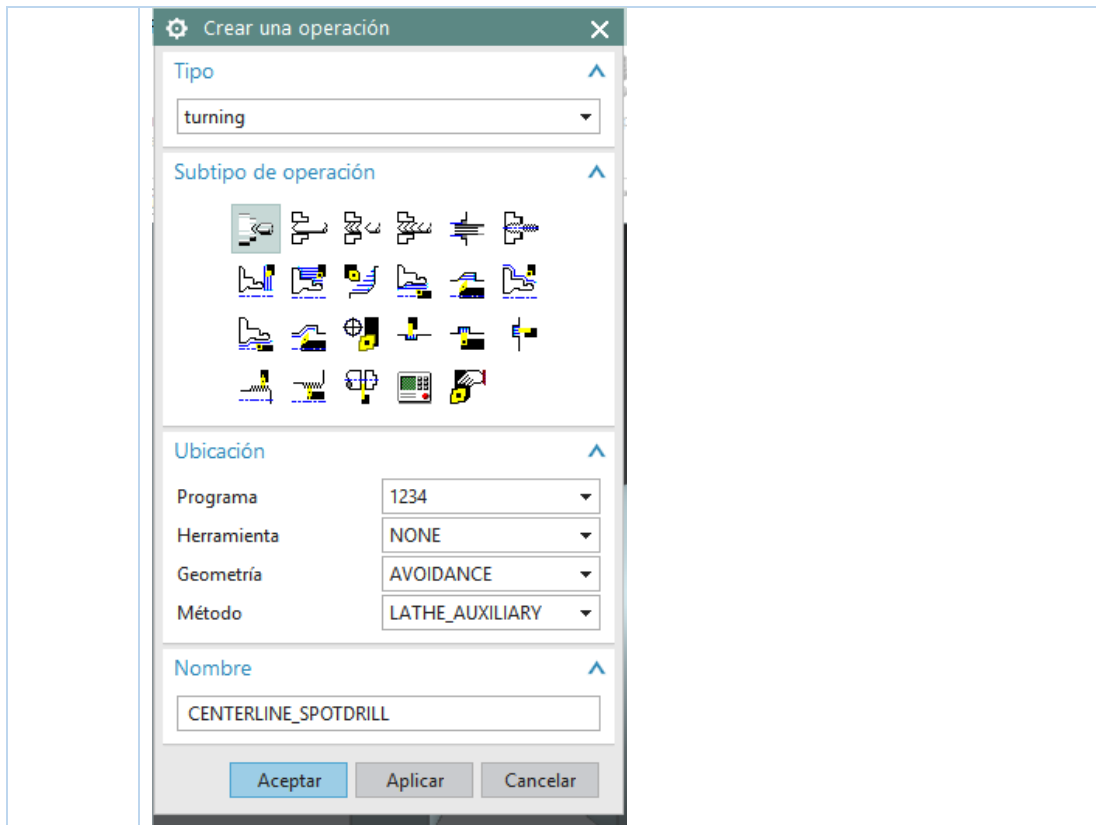 Crear una operación
Tipo
turning
Subtipo de operación
Ubicación
Programa 1234
Herramienta NONE
Geometría AVOIDANCE
Método LATHE_AUXILIARY
Nombre
CENTERLINE_SPOTDRILL
Aceptar Aplicar Cancelar